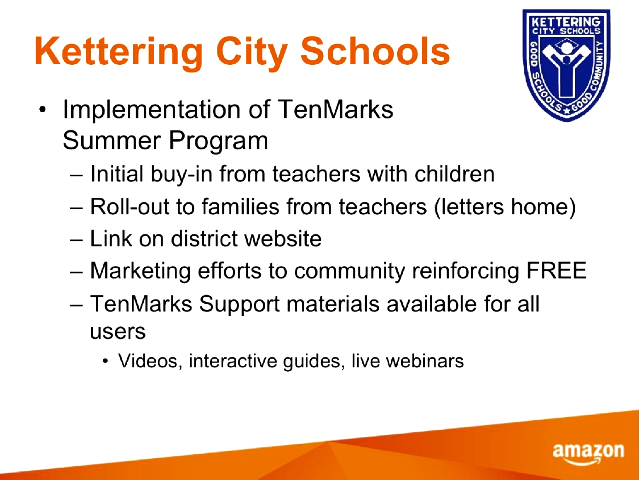 Kettering City Schools
KETTERING
CITY SCHOOLS
GOOD SCHOOLS ★ GOOD COMMUNITY
• Implementation of TenMarks
Summer Program
– Initial buy-in from teachers with children
– Roll-out to families from teachers (letters home)
– Link on district website
– Marketing efforts to community reinforcing FREE
– TenMarks Support materials available for all
users
• Videos, interactive guides, live webinars
amazon